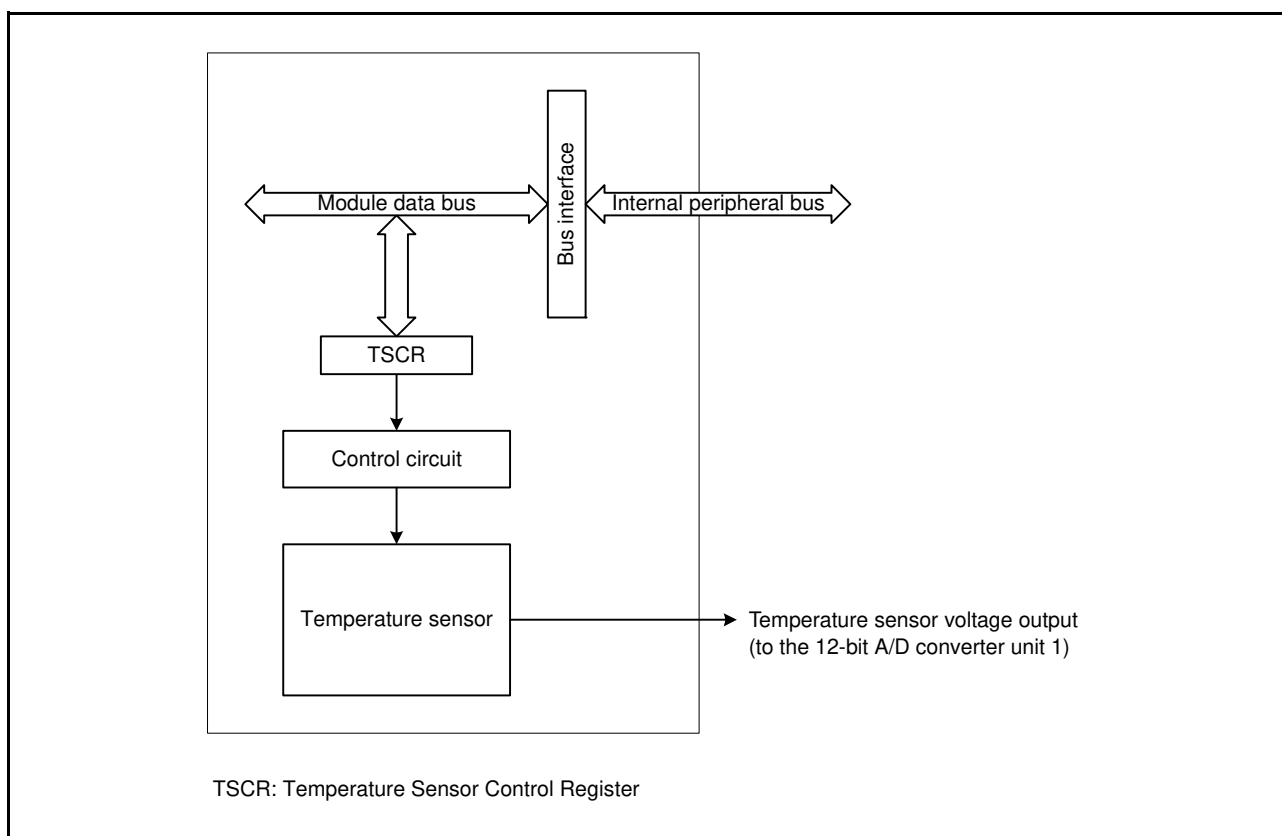 Bus interface
Module data bus
Internal peripheral bus
TSCR
Control circuit
Temperature sensor
Temperature sensor voltage output
(to the 12-bit A/D converter unit 1)
TSCR: Temperature Sensor Control Register